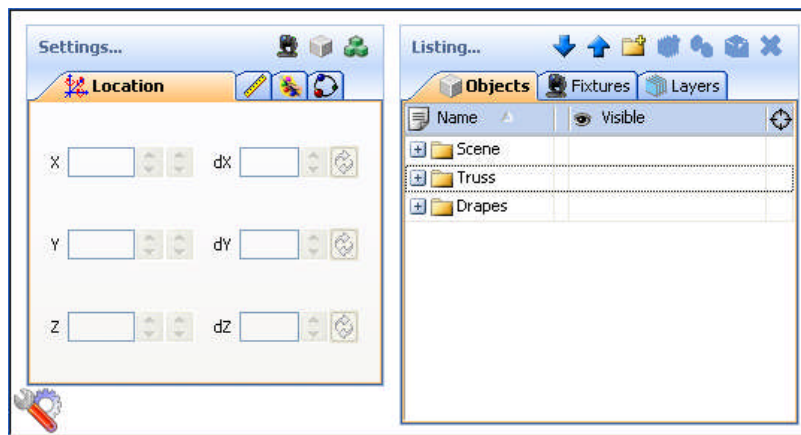 Settings...
Location
X dX
Y dY
Z dZ
Listing...
Objects Fixtures Layers
Name Visible
Scene
Truss
Drapes